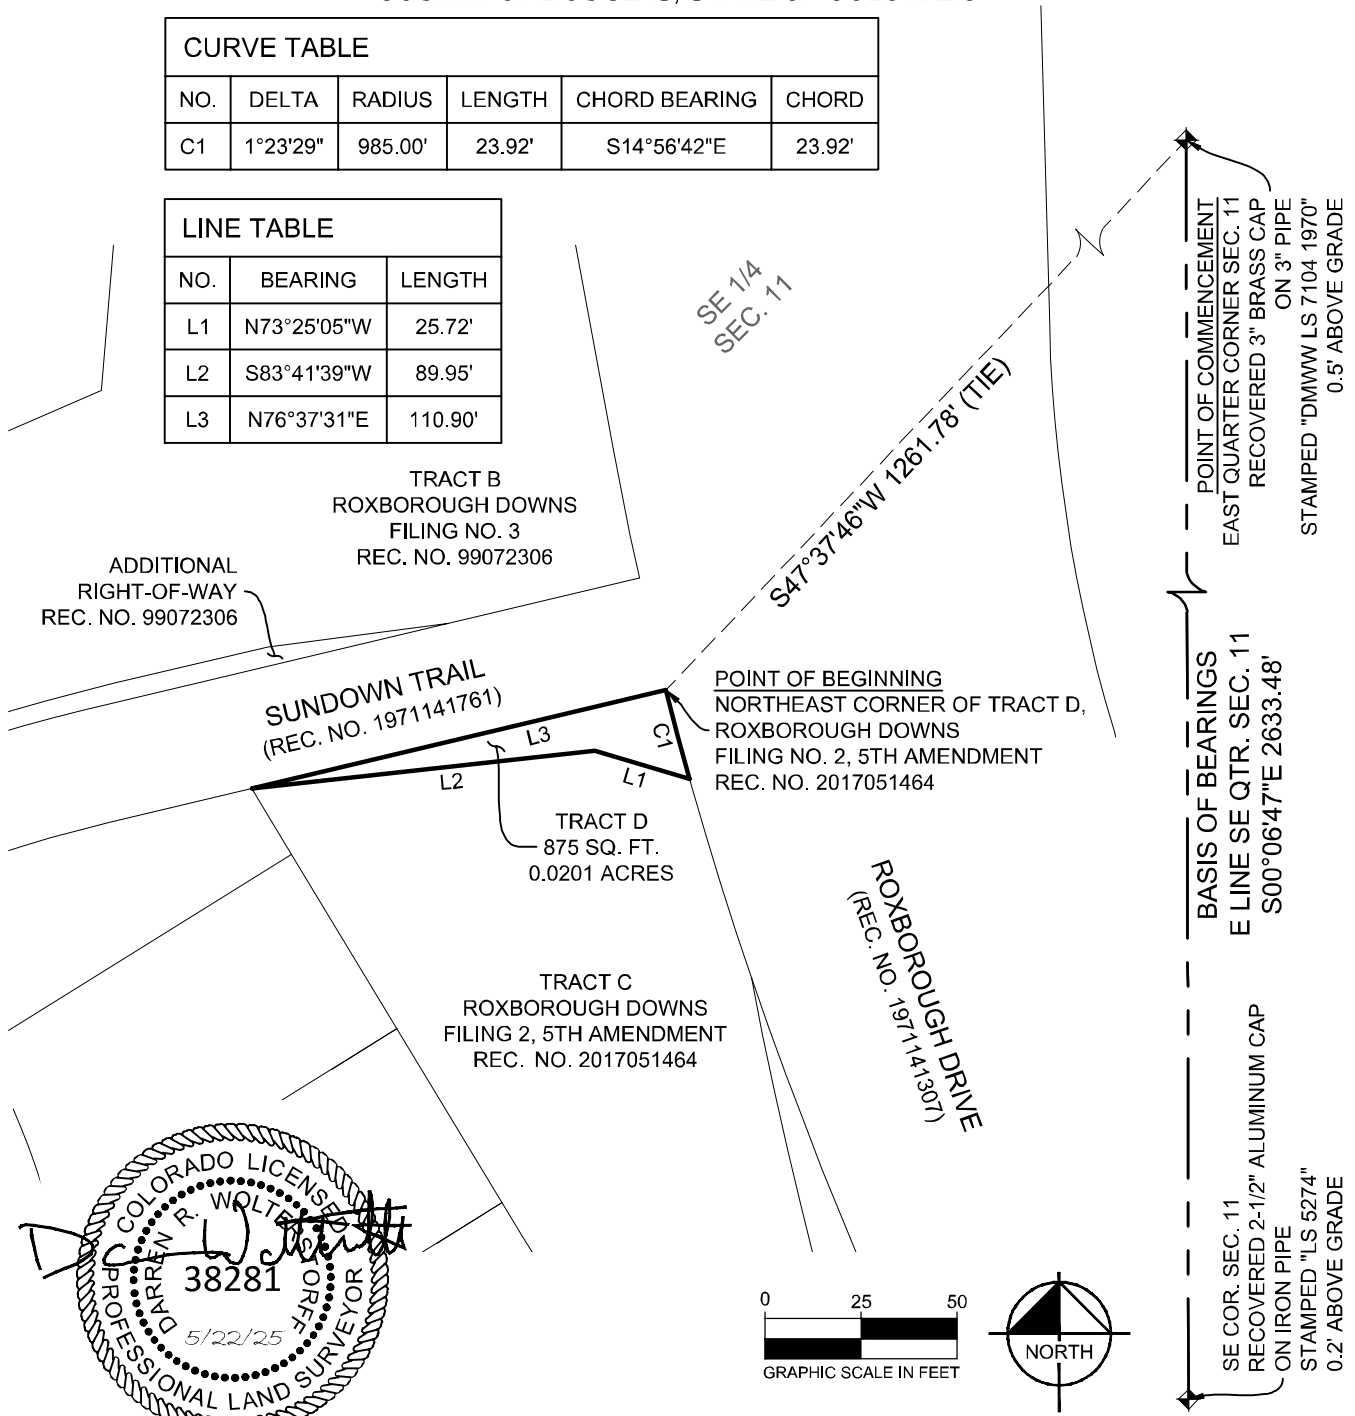 CURVE TABLE
NO. DELTA RADIUS LENGTH CHORD BEARING CHORD
C1 1°23'29" 985.00' 23.92' S14°56'42"E 23.92'
LINE TABLE
NO. BEARING LENGTH
L1 N73°25'05"W 25.72'
L2 S83°41'39"W 89.95'
L3 N76°37'31"E 110.90'
SE 1/4
SEC. 11
POINT OF COMMENCEMENT
EAST QUARTER CORNER SEC. 11
RECOVERED 3" BRASS CAP
ON 3" PIPE
STAMPED "DMWW LS 7104 1970"
0.5' ABOVE GRADE
S47°37'46"W 1261.78' (TIE)
TRACT B
ROXBOROUGH DOWNS
FILING NO. 3
REC. NO. 99072306
ADDITIONAL
RIGHT-OF-WAY
REC. NO. 99072306
SUNDOWN TRAIL
(REC. NO. 1971141761)
L3
L2
L1
C1
POINT OF BEGINNING
NORTHEAST CORNER OF TRACT D,
ROXBOROUGH DOWNS
FILING NO. 2, 5TH AMENDMENT
REC. NO. 2017051464
BASIS OF BEARINGS
E LINE SE QTR. SEC. 11
S00°06'47"E 2633.48'
TRACT D
875 SQ. FT.
0.0201 ACRES
TRACT C
ROXBOROUGH DOWNS
FILING 2, 5TH AMENDMENT
REC. NO. 2017051464
ROXBOROUGH DRIVE
(REC. NO. 1971141307)
SE COR. SEC. 11
RECOVERED 2-1/2" ALUMINUM CAP
ON IRON PIPE
STAMPED "LS 5274"
0.2' ABOVE GRADE
COLORADO LICENSED
DARREN R. WOLTERSTORFF
38281
5/22/25
PROFESSIONAL LAND SURVEYOR
0 25 50
GRAPHIC SCALE IN FEET
NORTH